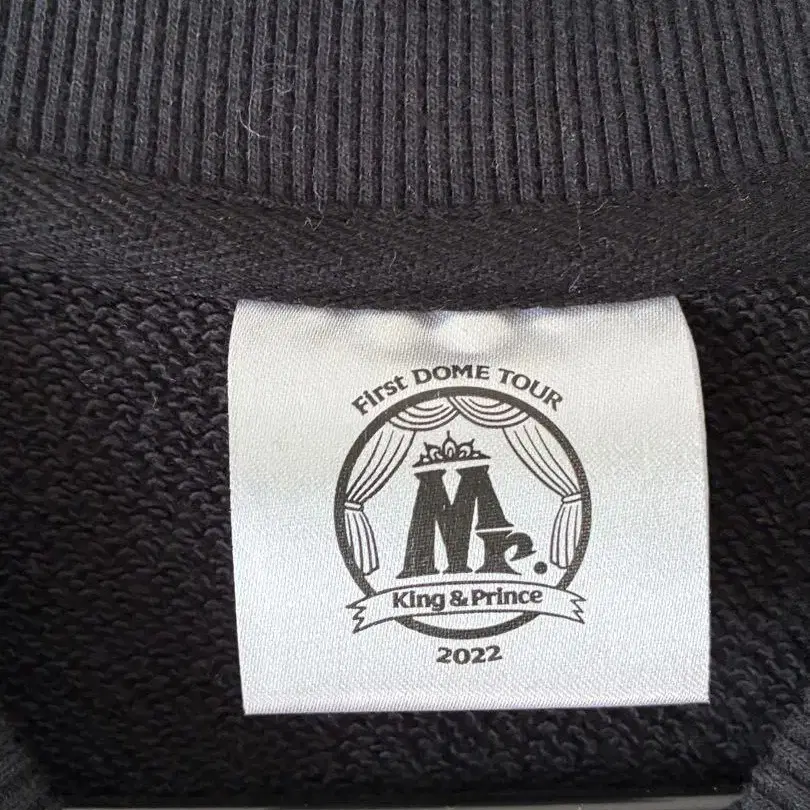 First DOME TOUR
Mr.
King & Prince
2022